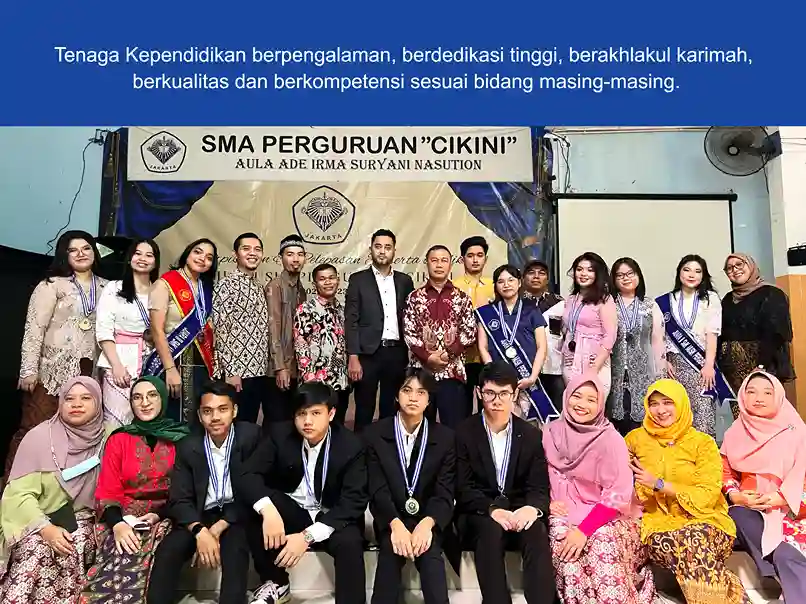 Tenaga Kependidikan berpengalaman, berdedikasi tinggi, berakhlakul karimah,
berkualitas dan berkompetensi sesuai bidang masing-masing.
SMA PERGURUAN "CIKINI"
AULA ADE IRMA SURYANI NASUTION
JAKARTA
JAKARTA
Pelepasan